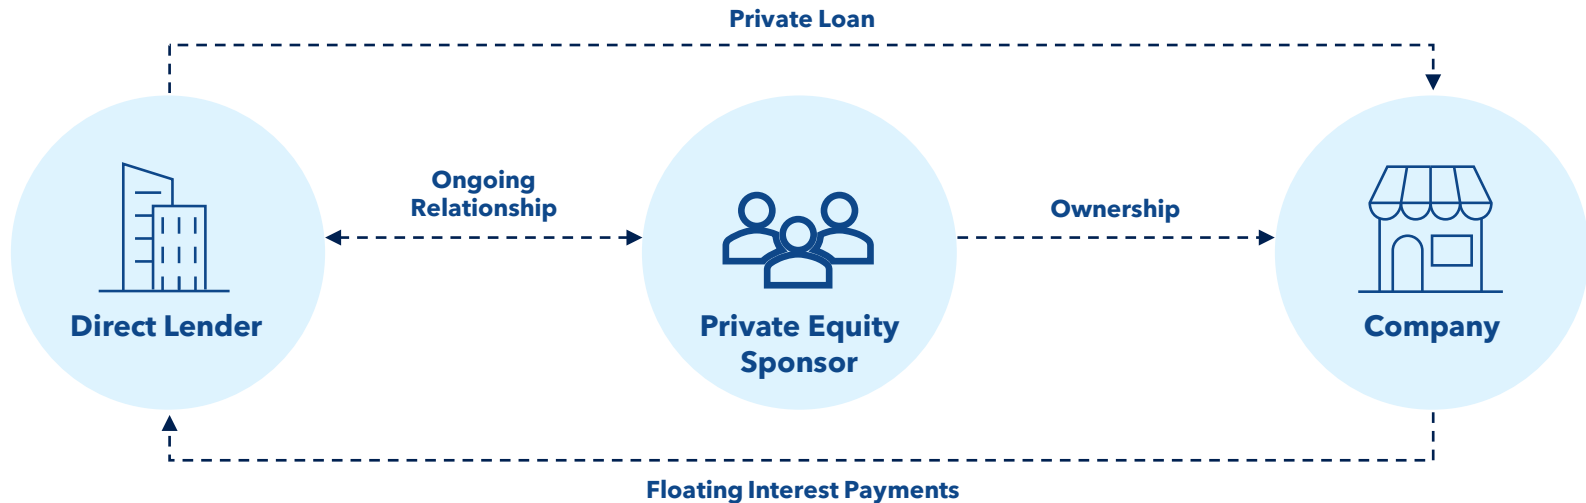 Private Loan
Ongoing
Relationship
Ownership
Direct Lender
Private Equity
Sponsor
Company
Floating Interest Payments